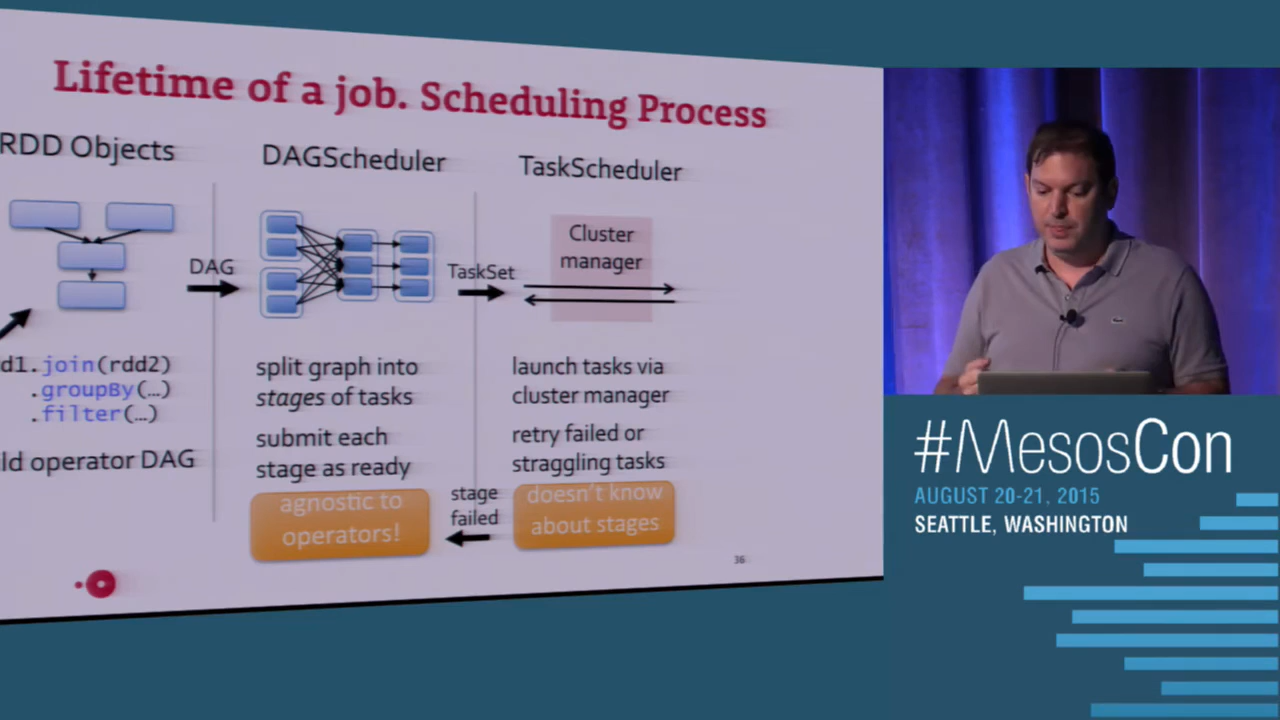 Lifetime of a job. Scheduling Process
RDD Objects
DAGScheduler
TaskScheduler
DAG
TaskSet
Cluster
manager
d1.join(rdd2)
.groupBy(…)
.filter(…)
ld operator DAG
split graph into
stages of tasks
submit each
stage as ready
agnostic to
operators!
stage
failed
launch tasks via
cluster manager
retry failed or
straggling tasks
doesn't know
about stages
36
#MesosCon
AUGUST 20-21, 2015
SEATTLE, WASHINGTON